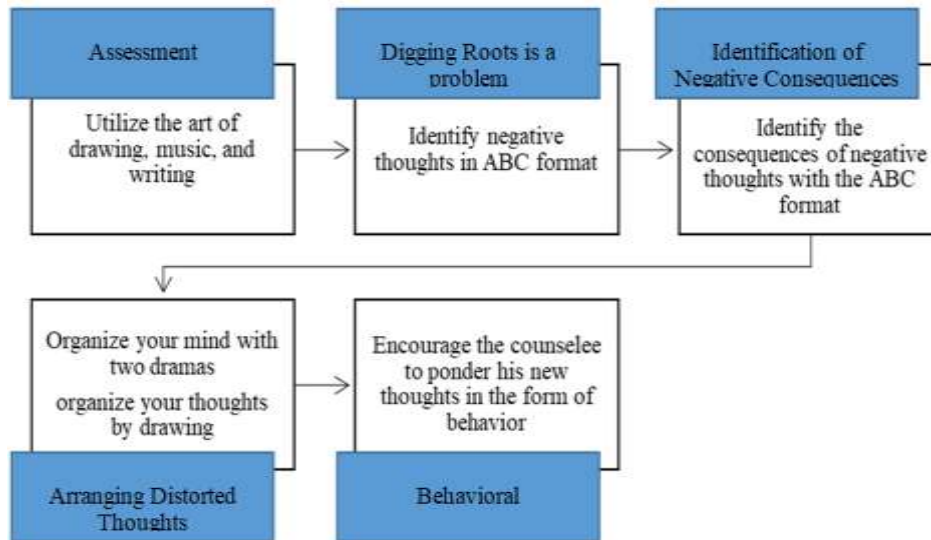 Assessment
Utilize the art of
drawing, music, and
writing
Digging Roots is a
problem
Identify negative
thoughts in ABC format
Identification of
Negative Consequences
Identify the
consequences of negative
thoughts with the ABC
format
Organize your mind with
two dramas
organize your thoughts
by drawing
Arranging Distorted
Thoughts
Encourage the counselee
to ponder his new
thoughts in the form of
behavior
Behavioral